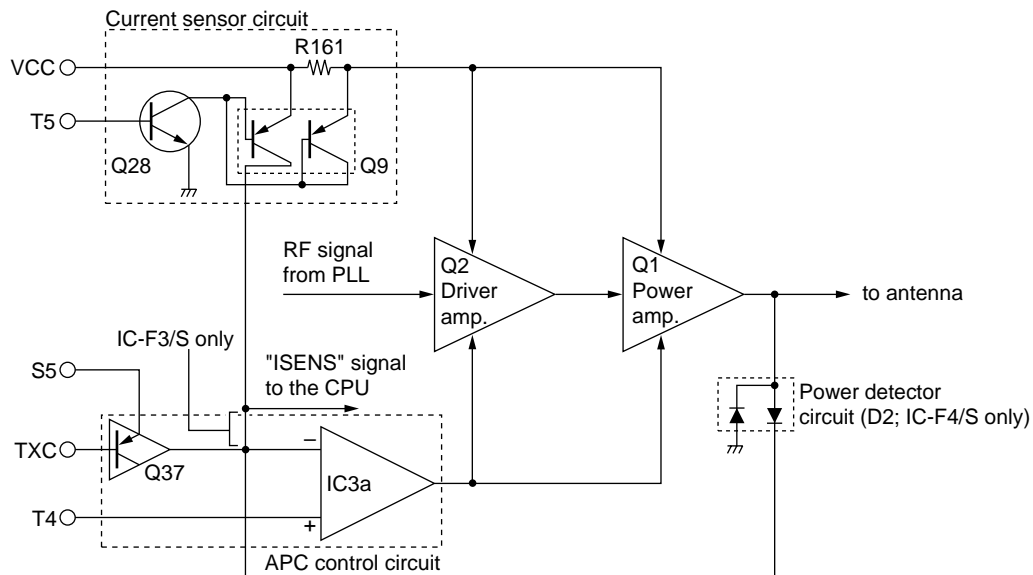 Current sensor circuit
R161
VCC
T5
Q28
Q9
RF signal
from PLL
Q2
Driver
amp.
Q1
Power
amp.
to antenna
IC-F3/S only
"ISENS" signal
to the CPU
S5
TXC
Q37
T4
–
+
IC3a
Power detector
circuit (D2; IC-F4/S only)
APC control circuit